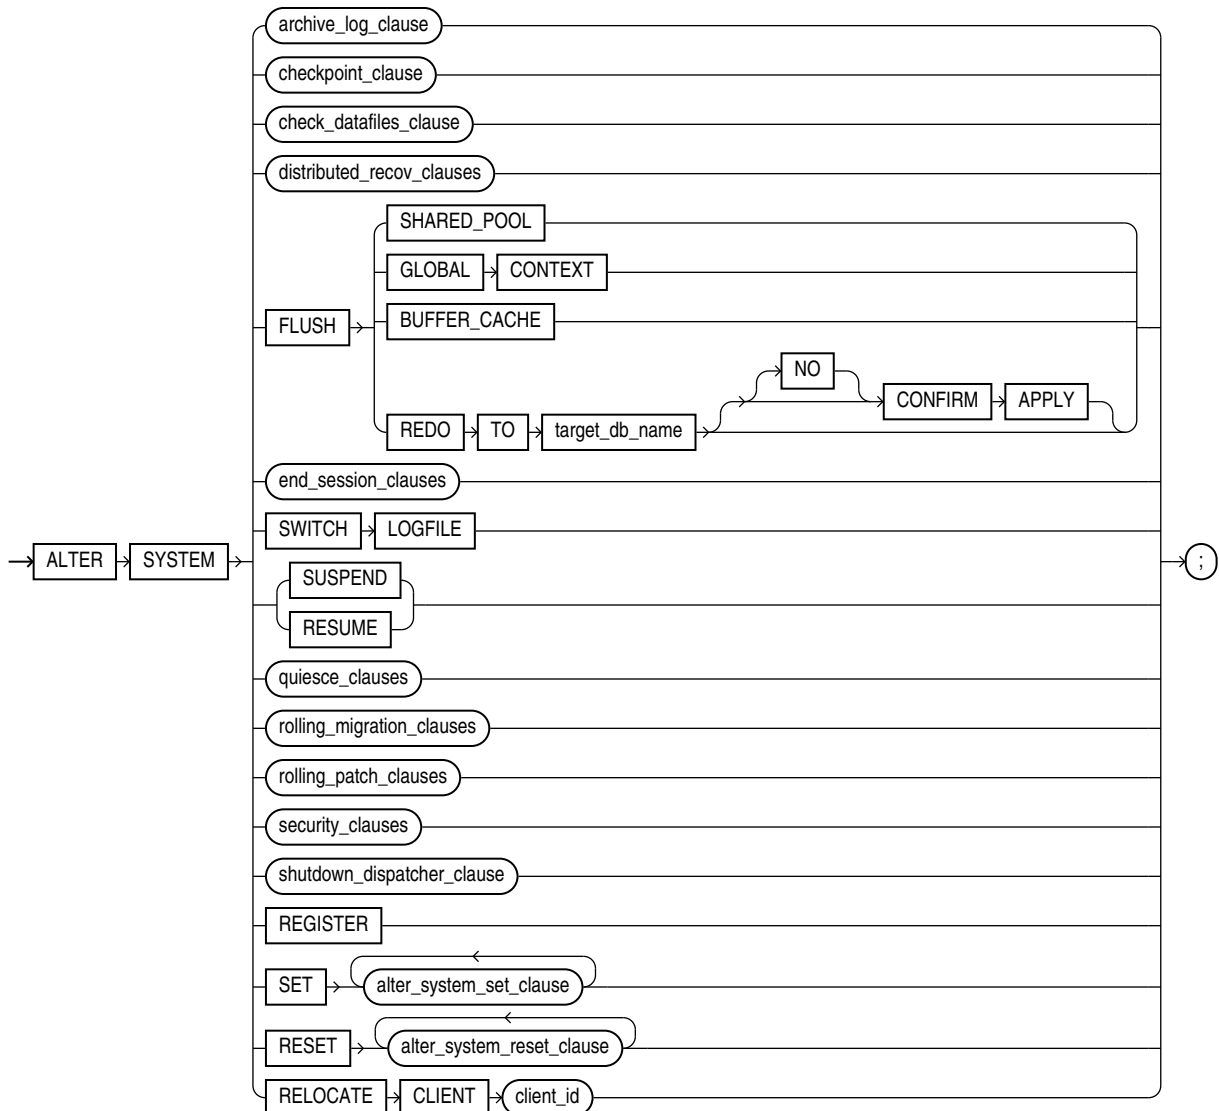 archive_log_clause
checkpoint_clause
check_datafiles_clause
distributed_recov_clauses
SHARED_POOL
GLOBAL CONTEXT
FLUSH BUFFER_CACHE
NO
CONFIRM APPLY
REDO TO target_db_name
end_session_clauses
SWITCH LOGFILE
ALTER SYSTEM ;
SUSPEND
RESUME
quiesce_clauses
rolling_migration_clauses
rolling_patch_clauses
security_clauses
shutdown_dispatcher_clause
REGISTER
SET alter_system_set_clause
RESET alter_system_reset_clause
RELOCATE CLIENT client_id